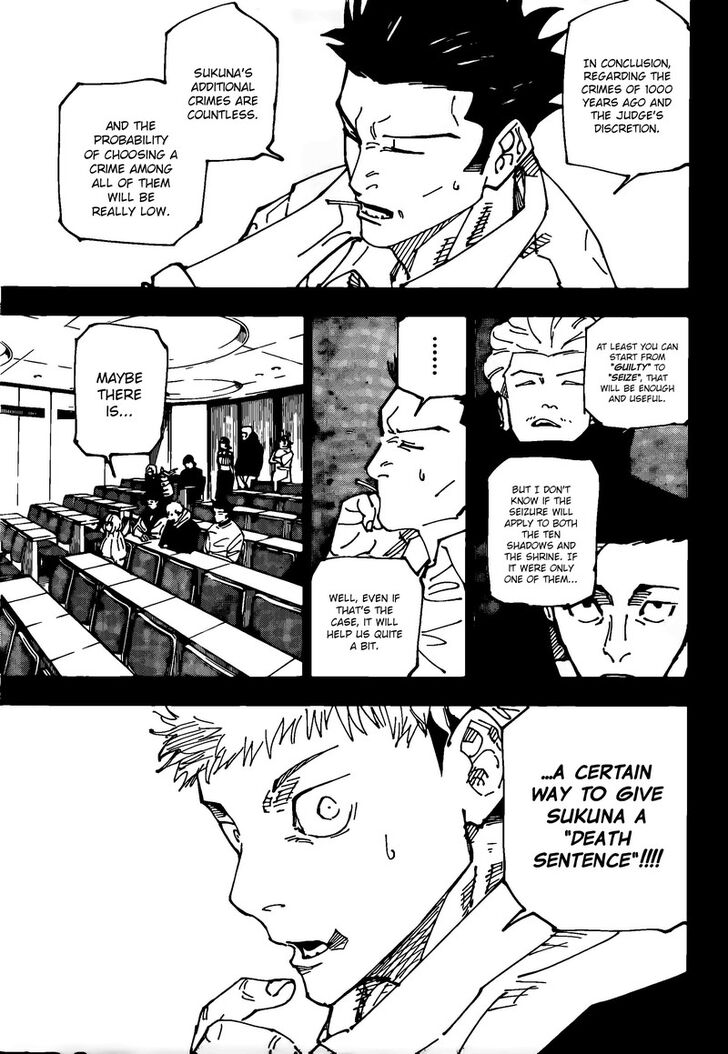 IN CONCLUSION,
REGARDING THE
CRIMES OF 1000
YEARS AGO AND
THE JUDGE'S
DISCRETION.
SUKUNA'S
ADDITIONAL
CRIMES ARE
COUNTLESS.
AND THE
PROBABILITY
OF CHOOSING A
CRIME AMONG
ALL OF THEM
WILL BE
REALLY LOW.
AT LEAST YOU CAN
START FROM
"GUILTY" TO
"SEIZE", THAT
WILL BE ENOUGH
AND USEFUL.
BUT I DON'T
KNOW IF THE
SEIZURE WILL
APPLY TO BOTH
THE TEN
SHADOWS AND
THE SHRINE. IF
IT WERE ONLY
ONE OF THEM...
......
WELL, EVEN IF
THAT'S THE
CASE, IT WILL
HELP US QUITE
A BIT.
MAYBE
THERE
IS...
...A CERTAIN
WAY TO GIVE
SUKUNA A
"DEATH
SENTENCE"!!!!